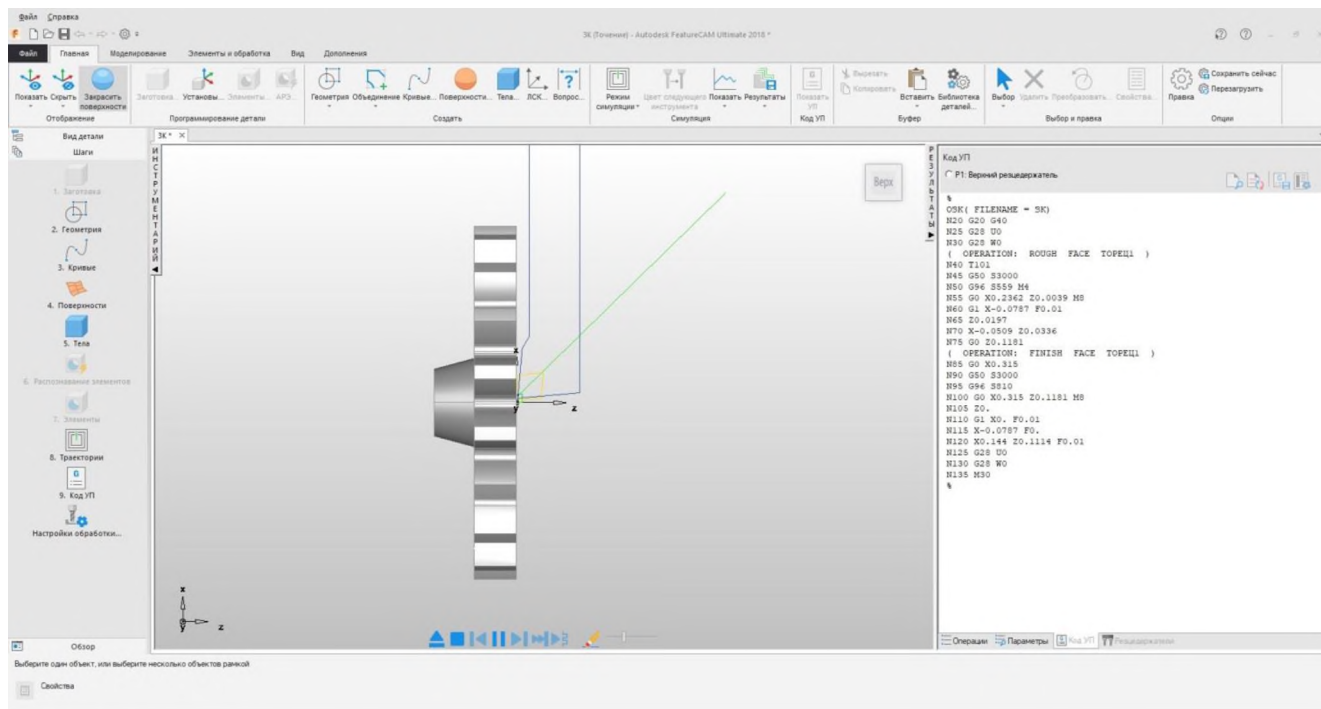 Файл Справка
ЗК (Точение) - Autodesk FeatureCAM Ultimate 2018 *
Файл Главная Моделирование Элементы и обработка Вид Дополнения
Показать Скрыть Закрасить поверхности
Заготовка... Установы... Элементы... АРЭ...
Геометрия Объединение Кривые... Поверхности... Тела... ЛСК... Вопрос...
Режим симуляции Цвет следующего инструмента Показать Результаты
Показать УП
Вырезать
Копировать
Вставить Библиотека деталей...
Выбор Удалить Преобразовать... Свойства...
Правка
Сохранить сейчас
Перезагрузить
Отображение Программирование детали Создать Симуляция Код УП Буфер Выбор и правка Опции
Вид детали
Шаги
1. Заготовка
2. Геометрия
3. Кривые
4. Поверхности
5. Тела
6. Распознавание элементов
7. Элементы
8. Траектории
9. Код УП
Настройки обработки...
Обзор
ЗК *
ИНСТРУМЕНТАРИЙ
Верх
x
y
z
x
y
z
РЕЗУЛЬТАТЫ
Код УП
P1: Верхний резцедержатель
%
N20 G20 G40
N25 G28 U0
N30 G28 W0
( OPERATION: ROUGH FACE ТОРЕЦ1 )
N40 T101
N45 G50 S3000
N50 G96 S559 M4
N55 G0 X0.2362 Z0.0039 M8
N60 G1 X-0.0787 F0.01
N65 Z0.0197
N70 X-0.0509 Z0.0336
N75 G0 Z0.1181
( OPERATION: FINISH FACE ТОРЕЦ1 )
N85 G0 X0.315
N90 G50 S3000
N95 G96 S810
N100 G0 X0.315 Z0.1181 M8
N105 Z0.
N110 G1 X0. F0.01
N115 X-0.0787 F0.
N120 X0.144 Z0.1114 F0.01
N125 G28 U0
N130 G28 W0
N135 M30
%
Операции Параметры Код УП Резцедержатели
Выберите один объект, или выберите несколько объектов рамкой
Свойства